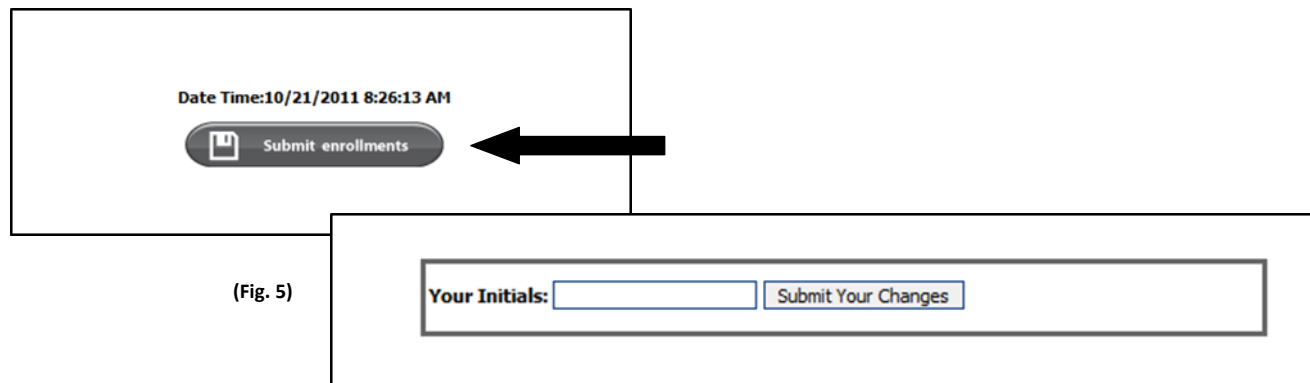 Date Time:10/21/2011 8:26:13 AM
Submit enrollments
(Fig. 5)
Your Initials: Submit Your Changes